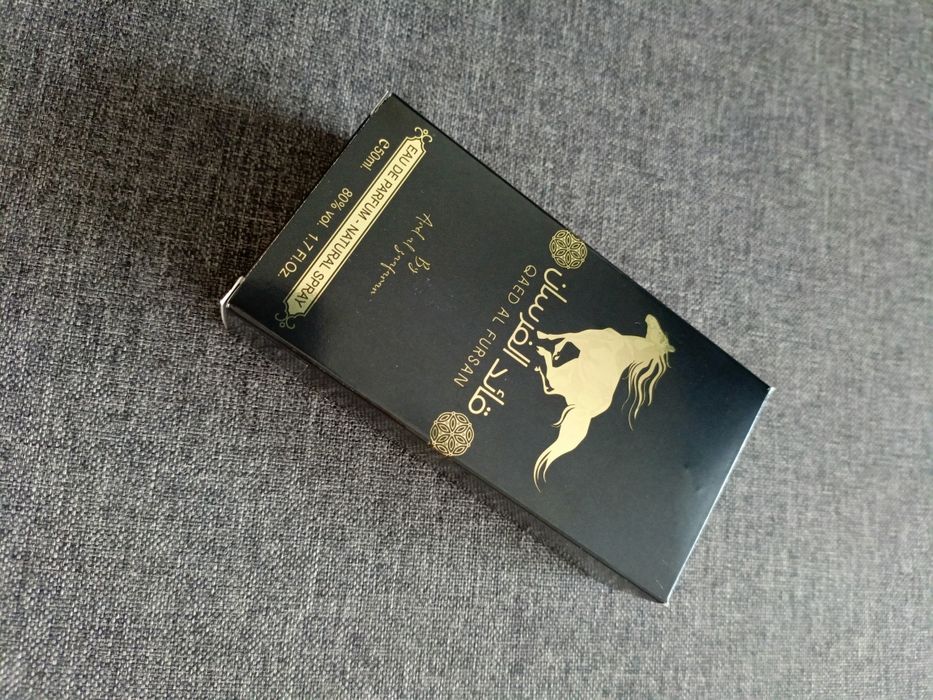 قائد الفرسان
QAED AL FURSAN
By
Ard al zaafaran
EAU DE PARFUM - NATURAL SPRAY
℮50ml. 80% vol. 1.7 Fl.Oz